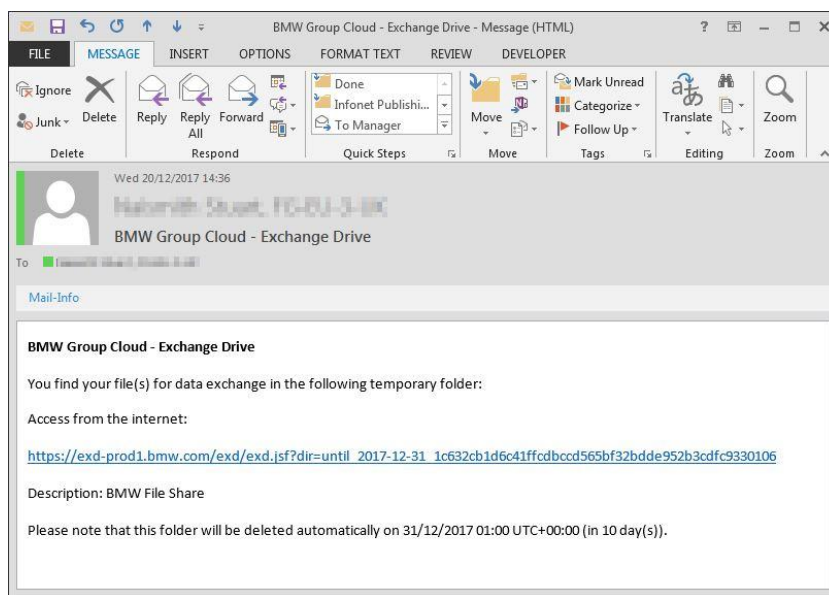 BMW Group Cloud - Exchange Drive - Message (HTML)
FILE MESSAGE INSERT OPTIONS FORMAT TEXT REVIEW DEVELOPER
Ignore
Junk
Delete
Reply
Reply All
Forward
Done
Infonet Publishi...
To Manager
Move
Mark Unread
Categorize
Follow Up
Translate
Zoom
Delete Respond Quick Steps Move Tags Editing Zoom
Wed 20/12/2017 14:36
BMW Group Cloud - Exchange Drive
To
Mail-Info
BMW Group Cloud - Exchange Drive
You find your file(s) for data exchange in the following temporary folder:
Access from the internet:
https://exd-prod1.bmw.com/exd/exd.jsf?dir=until_2017-12-31_1c632cb1d6c41ffcdbccd565bf32bdde952b3cdfc9330106
Description: BMW File Share
Please note that this folder will be deleted automatically on 31/12/2017 01:00 UTC+00:00 (in 10 day(s)).